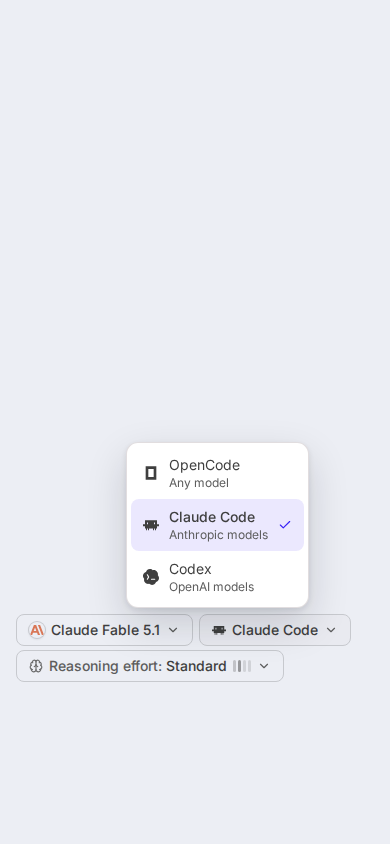 OpenCode
Any model
Claude Code
Anthropic models
Codex
OpenAI models
Claude Fable 5.1
Claude Code
Reasoning effort: Standard